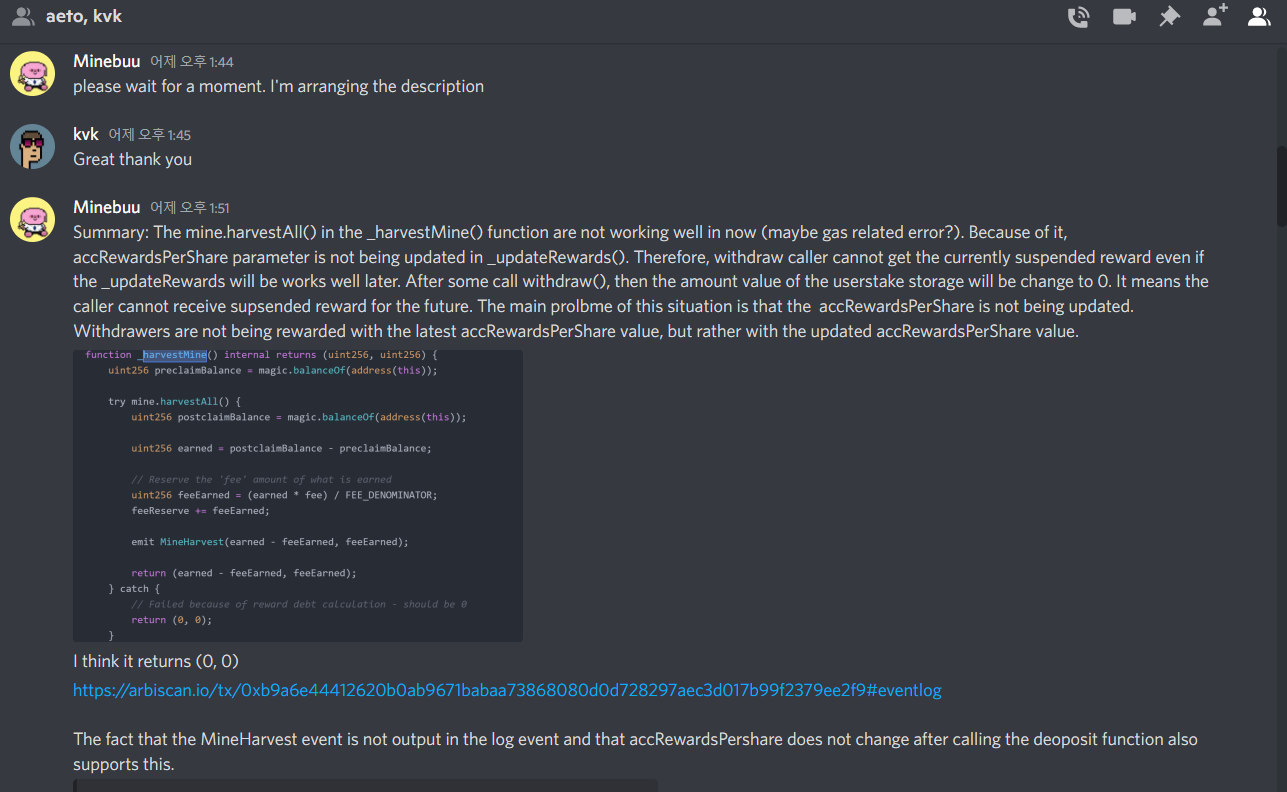 aeto, kvk
Minebuu 어제 오후 1:44
please wait for a moment. I'm arranging the description
kvk 어제 오후 1:45
Great thank you
Minebuu 어제 오후 1:51
Summary: The mine.harvestAll() in the _harvestMine() function are not working well in now (maybe gas related error?). Because of it,
accRewardsPerShare parameter is not being updated in _updateRewards(). Therefore, withdraw caller cannot get the currently suspended reward even if
the _updateRewards will be works well later. After some call withdraw(), then the amount value of the userstake storage will be change to 0. It means the
caller cannot receive supsended reward for the future. The main prolbme of this situation is that the  accRewardsPerShare is not being updated.
Withdrawers are not being rewarded with the latest accRewardsPerShare value, but rather with the updated accRewardsPerShare value.
function _harvestMine() internal returns (uint256, uint256) {
uint256 preclaimBalance = magic.balanceOf(address(this));
try mine.harvestAll() {
uint256 postclaimBalance = magic.balanceOf(address(this));
uint256 earned = postclaimBalance - preclaimBalance;
// Reserve the 'fee' amount of what is earned
uint256 feeEarned = (earned * fee) / FEE_DENOMINATOR;
feeReserve += feeEarned;
emit MineHarvest(earned - feeEarned, feeEarned);
return (earned - feeEarned, feeEarned);
} catch {
// Failed because of reward debt calculation - should be 0
return (0, 0);
}
I think it returns (0, 0)
https://arbiscan.io/tx/0xb9a6e44412620b0ab9671babaa73868080d0d728297aec3d017b99f2379ee2f9#eventlog
The fact that the MineHarvest event is not output in the log event and that accRewardsPershare does not change after calling the deoposit function also
supports this.